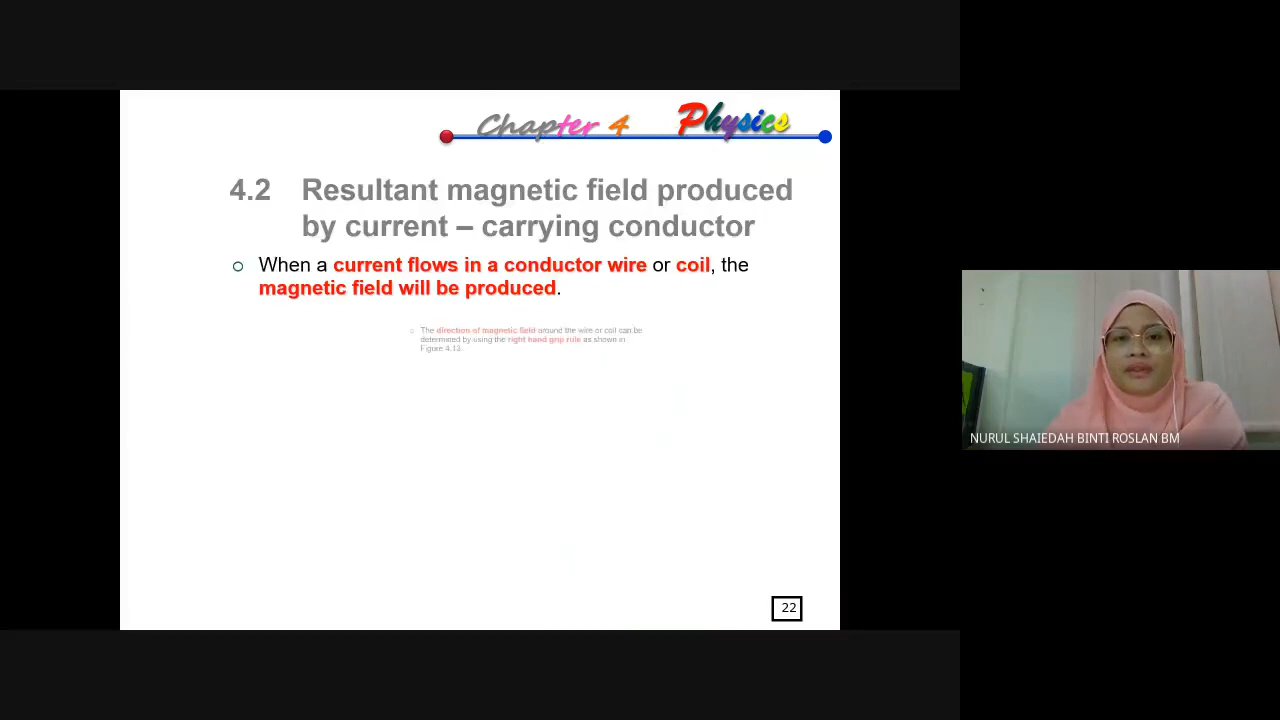 Chapter 4 Physics
4.2 Resultant magnetic field produced
by current – carrying conductor
When a current flows in a conductor wire or coil, the
magnetic field will be produced.
The direction of magnetic field around the wire or coil can be
determined by using the right hand grip rule as shown in
Figure 4.13.
NURUL SHAIEDAH BINTI ROSLAN BM
22